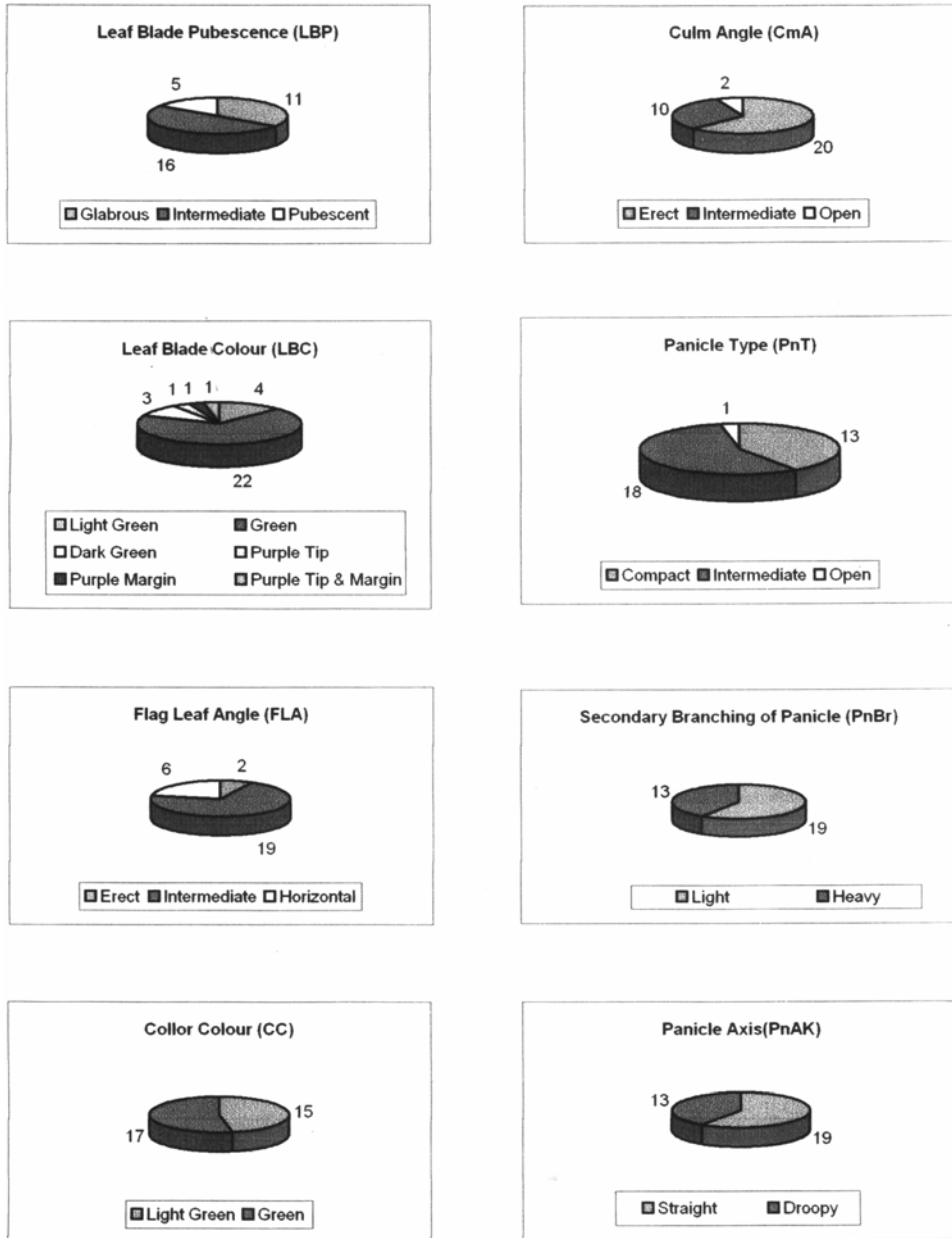 Leaf Blade Pubescence (LBP)
5
11
16
Glabrous Intermediate Pubescent
Culm Angle (CmA)
2
10
20
Erect Intermediate Open
Leaf Blade Colour (LBC)
3 1 1 1 4
22
Light Green Green
Dark Green Purple Tip
Purple Margin Purple Tip & Margin
Panicle Type (PnT)
1
13
18
Compact Intermediate Open
Flag Leaf Angle (FLA)
6 2
19
Erect Intermediate Horizontal
Secondary Branching of Panicle (PnBr)
13
19
Light Heavy
Collor Colour (CC)
15
17
Light Green Green
Panicle Axis(PnAK)
13
19
Straight Droopy